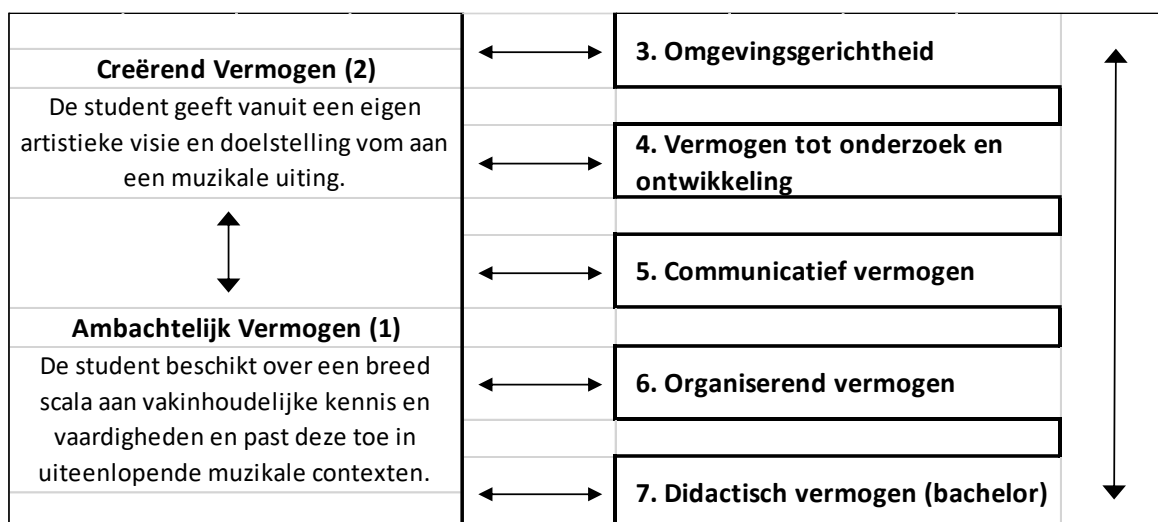 Creërend Vermogen (2)
De student geeft vanuit een eigen
artistieke visie en doelstelling vom aan
een muzikale uiting.
Ambachtelijk Vermogen (1)
De student beschikt over een breed
scala aan vakinhoudelijke kennis en
vaardigheden en past deze toe in
uiteenlopende muzikale contexten.
3. Omgevingsgerichtheid
4. Vermogen tot onderzoek en
ontwikkeling
5. Communicatief vermogen
6. Organiserend vermogen
7. Didactisch vermogen (bachelor)